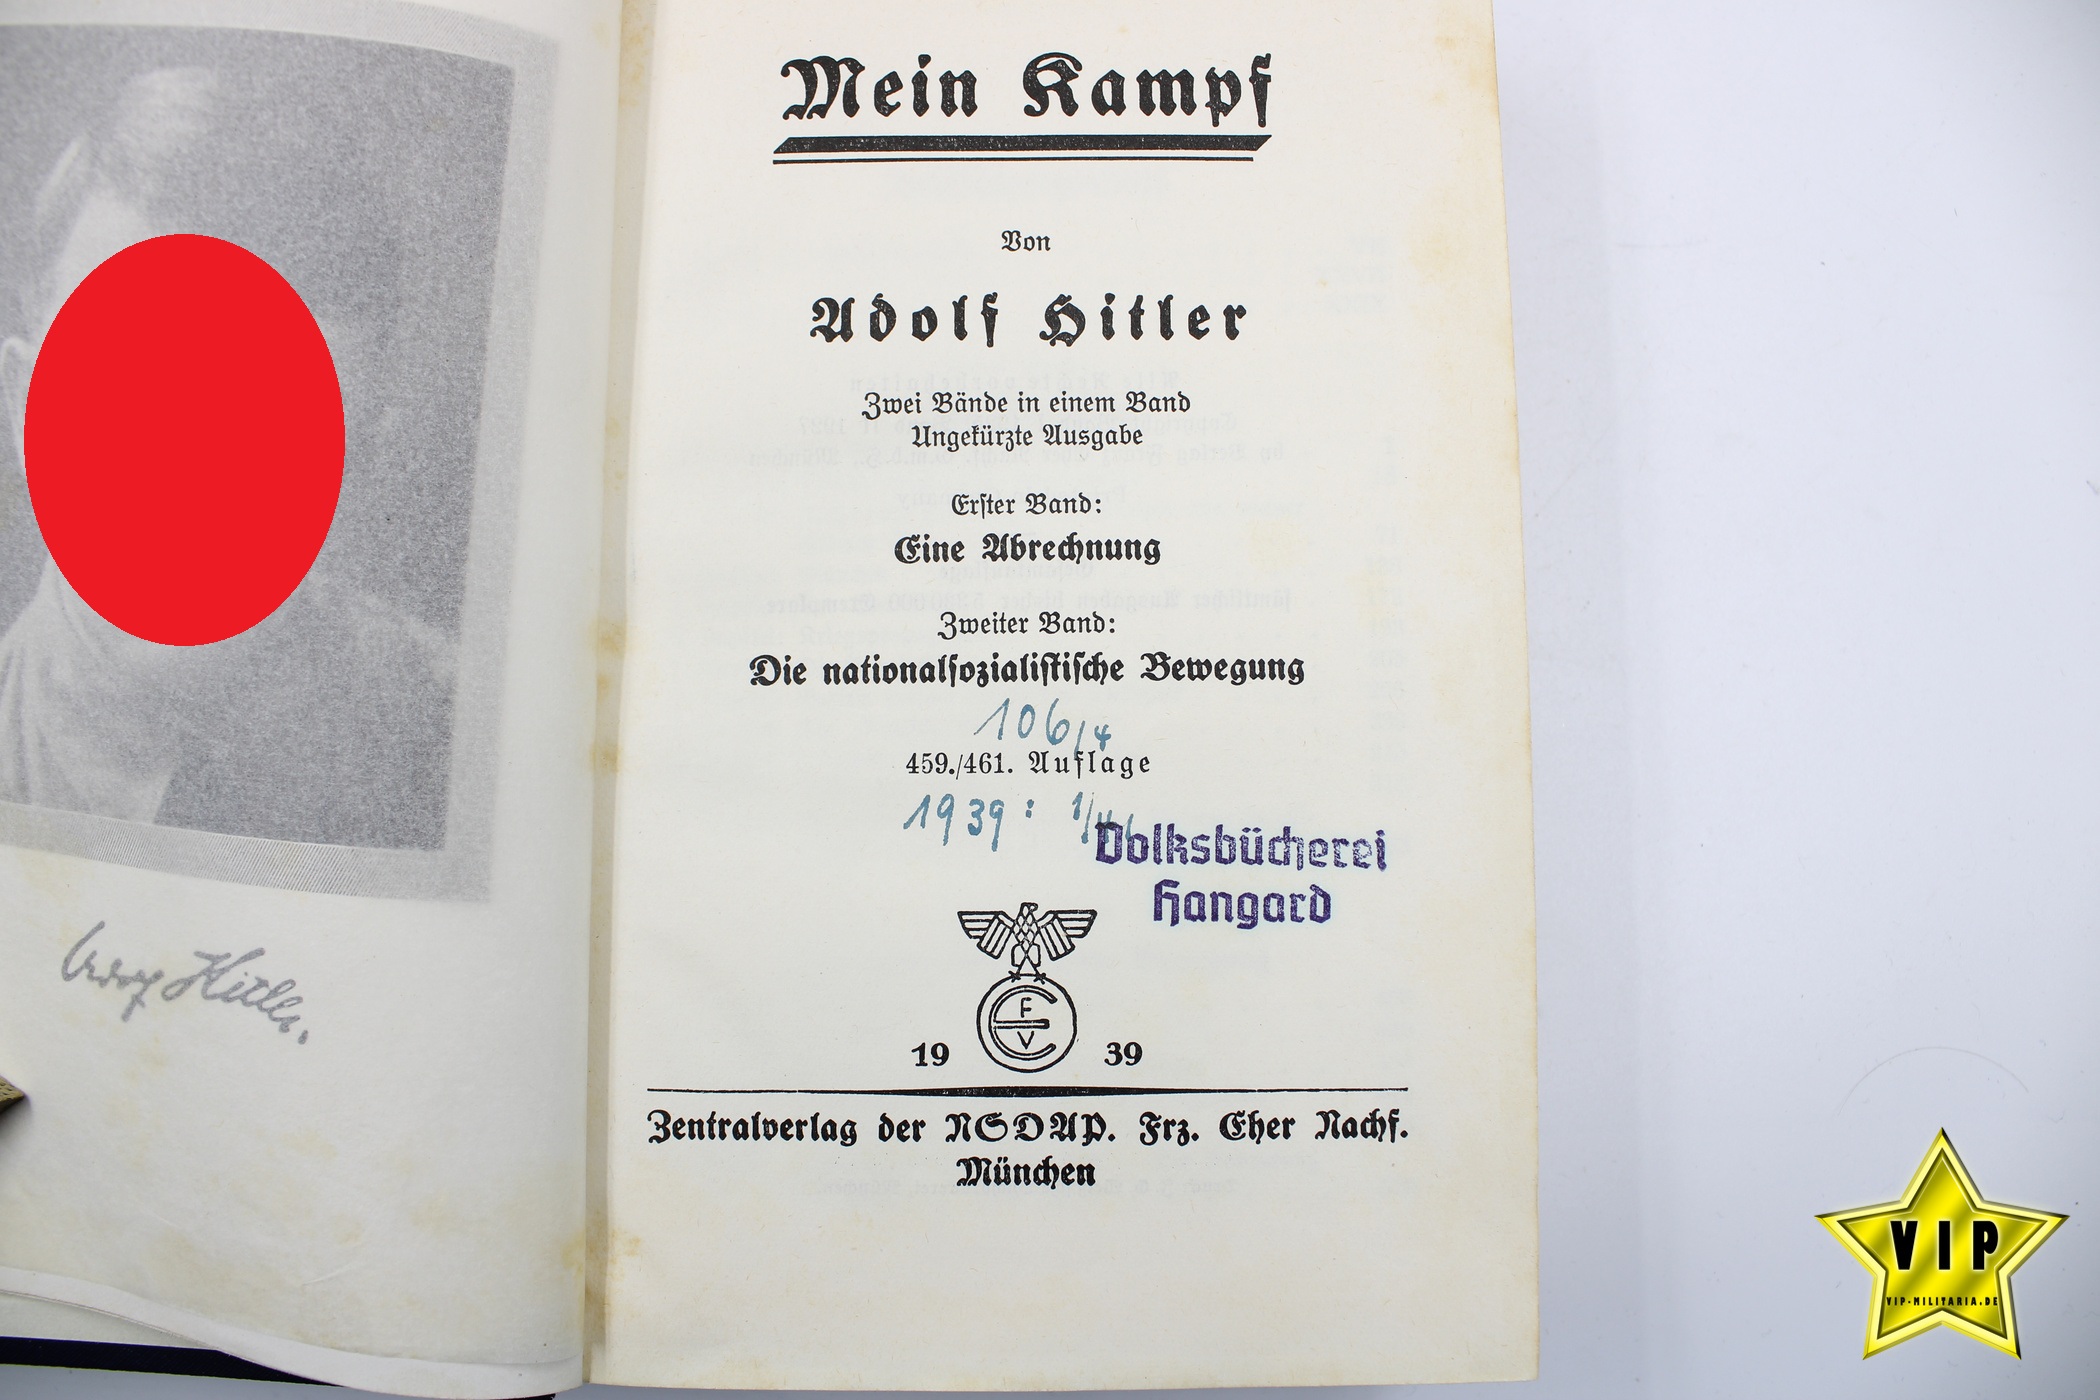 Mein Kampf
Von
Adolf Hitler
Zwei Bände in einem Band
Ungekürzte Ausgabe
Erſter Band:
Eine Abrechnung
Zweiter Band:
Die nationalſozialiſtiſche Bewegung
106/4
459./461. Auflage
1939:
Volksbücherei
Hangard
F
V
19 39
Zentralverlag der NSDAP. Frz. Eher Nachf.
München
Adolf Hitler.
VIP
VIP-MILITARIA.DE